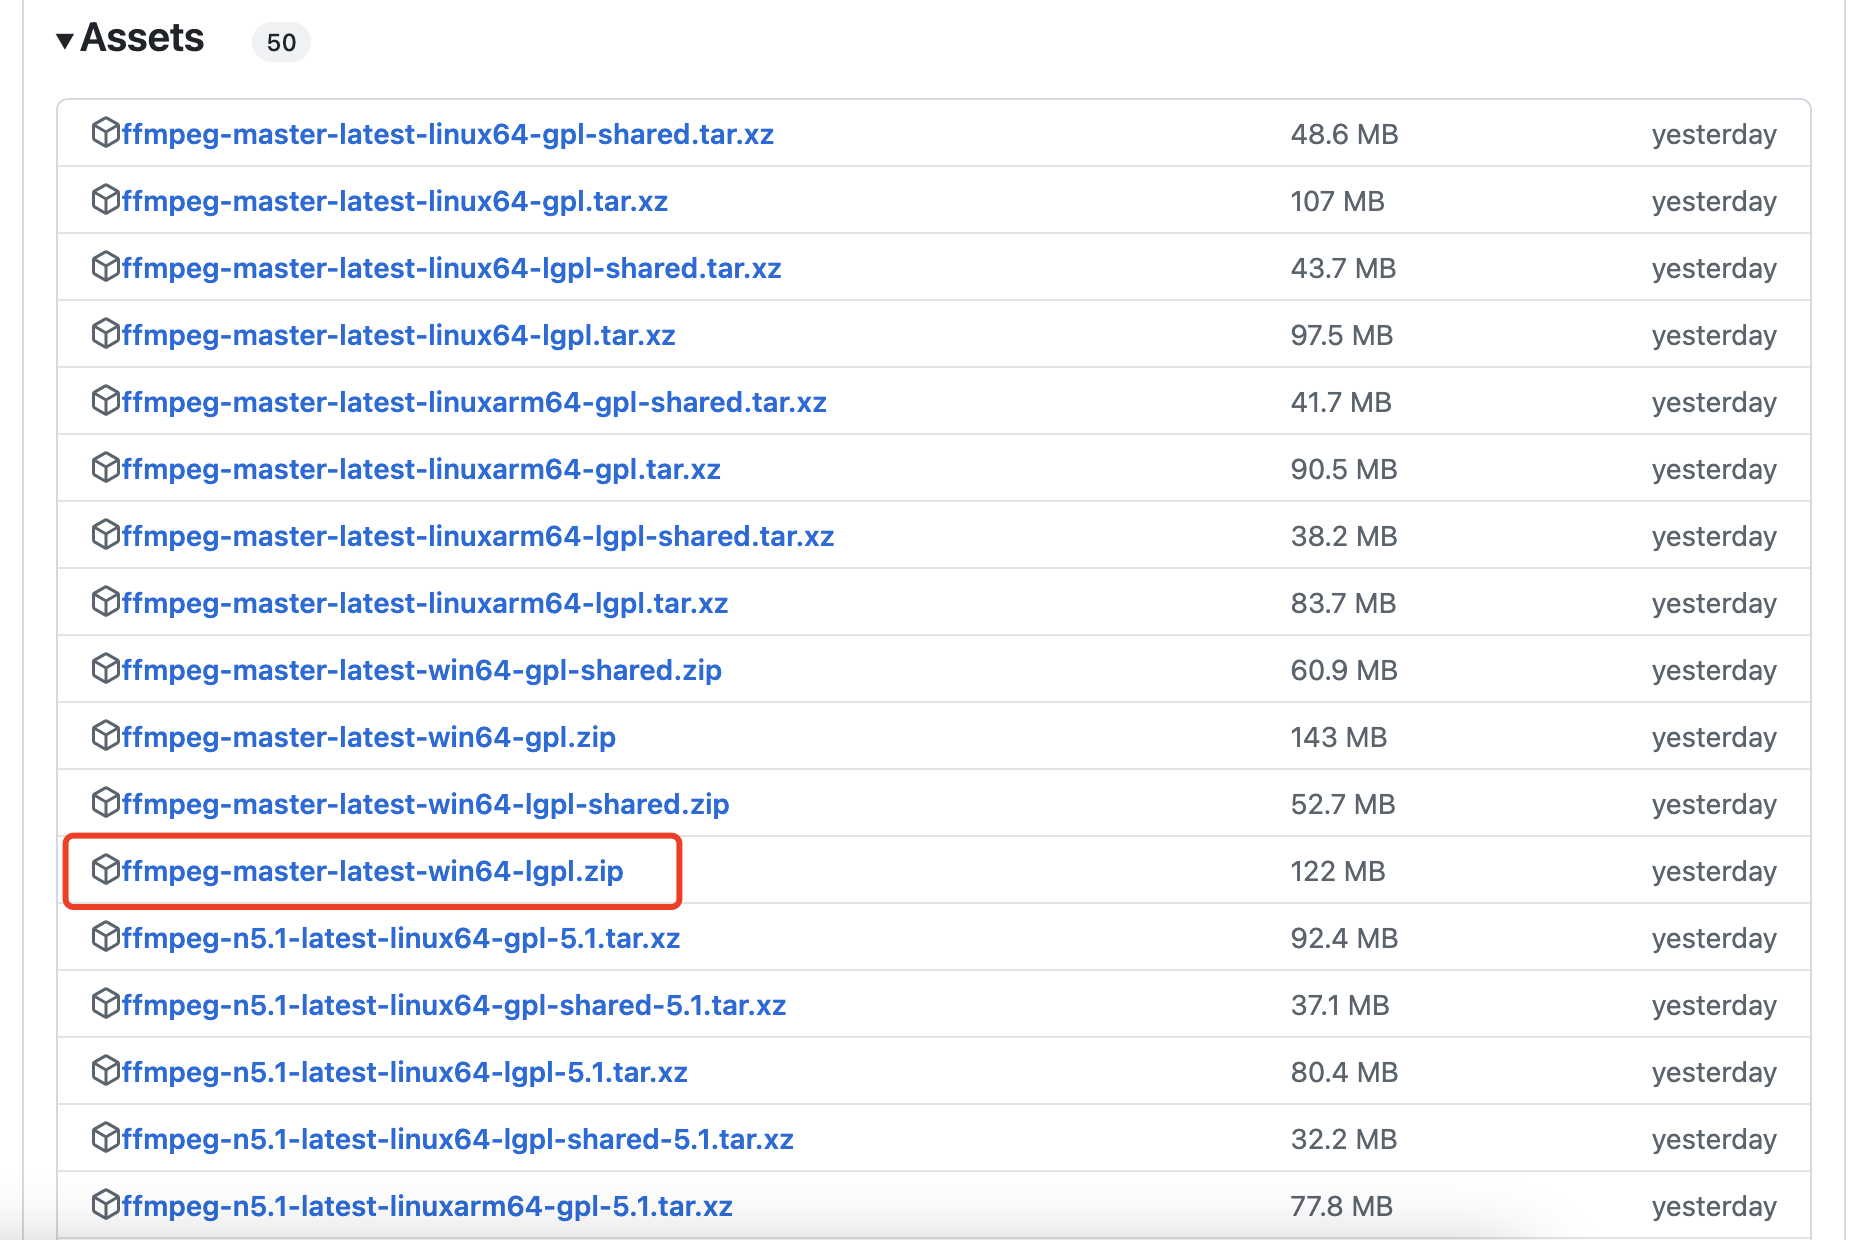 Assets 50
ffmpeg-master-latest-linux64-gpl-shared.tar.xz 48.6 MB yesterday
ffmpeg-master-latest-linux64-gpl.tar.xz 107 MB yesterday
ffmpeg-master-latest-linux64-lgpl-shared.tar.xz 43.7 MB yesterday
ffmpeg-master-latest-linux64-lgpl.tar.xz 97.5 MB yesterday
ffmpeg-master-latest-linuxarm64-gpl-shared.tar.xz 41.7 MB yesterday
ffmpeg-master-latest-linuxarm64-gpl.tar.xz 90.5 MB yesterday
ffmpeg-master-latest-linuxarm64-lgpl-shared.tar.xz 38.2 MB yesterday
ffmpeg-master-latest-linuxarm64-lgpl.tar.xz 83.7 MB yesterday
ffmpeg-master-latest-win64-gpl-shared.zip 60.9 MB yesterday
ffmpeg-master-latest-win64-gpl.zip 143 MB yesterday
ffmpeg-master-latest-win64-lgpl-shared.zip 52.7 MB yesterday
ffmpeg-master-latest-win64-lgpl.zip 122 MB yesterday
ffmpeg-n5.1-latest-linux64-gpl-5.1.tar.xz 92.4 MB yesterday
ffmpeg-n5.1-latest-linux64-gpl-shared-5.1.tar.xz 37.1 MB yesterday
ffmpeg-n5.1-latest-linux64-lgpl-5.1.tar.xz 80.4 MB yesterday
ffmpeg-n5.1-latest-linux64-lgpl-shared-5.1.tar.xz 32.2 MB yesterday
ffmpeg-n5.1-latest-linuxarm64-gpl-5.1.tar.xz 77.8 MB yesterday